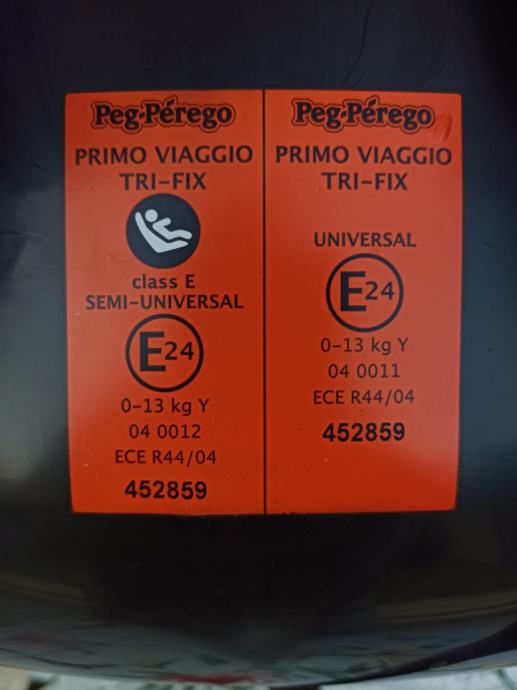 Peg-Pérego
PRIMO VIAGGIO
TRI-FIX
class E
SEMI-UNIVERSAL
E24
0-13 kg Y
04 0012
ECE R44/04
452859
Peg-Pérego
PRIMO VIAGGIO
TRI-FIX
UNIVERSAL
E24
0-13 kg Y
04 0011
ECE R44/04
452859